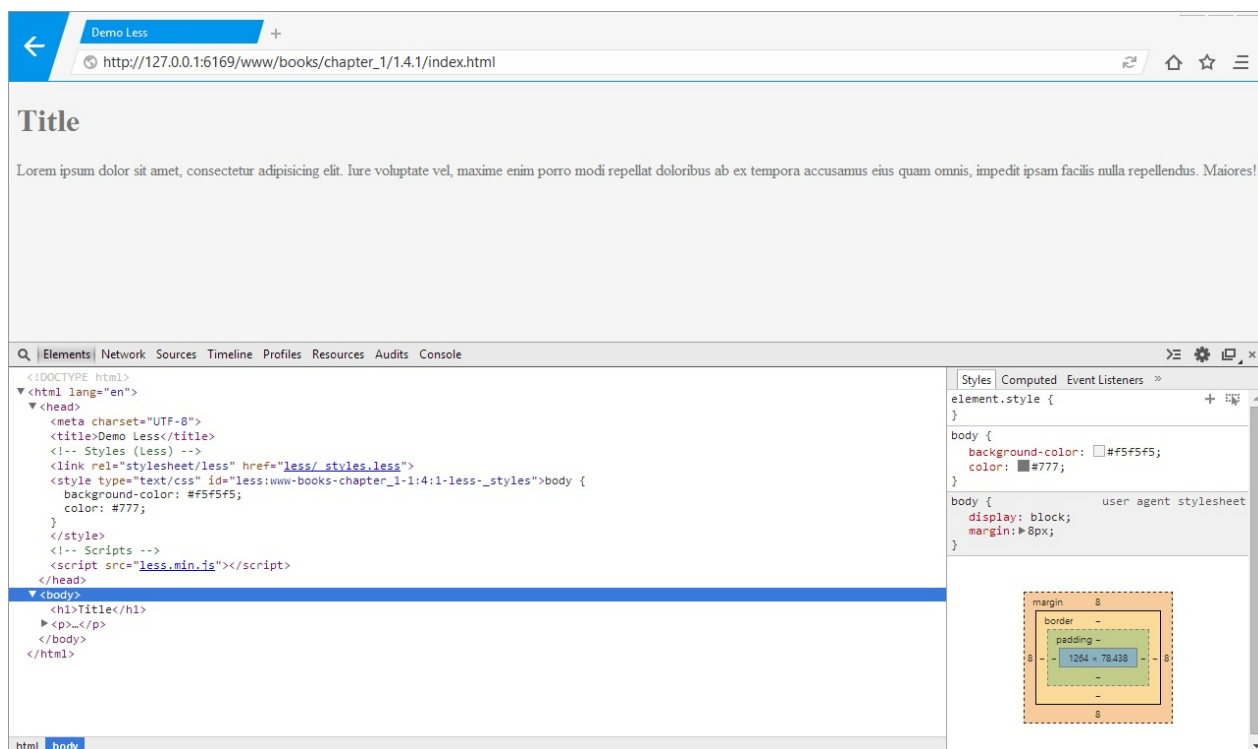 Demo Less
http://127.0.0.1:6169/www/books/chapter_1/1.4.1/index.html
Title
Lorem ipsum dolor sit amet, consectetur adipisicing elit. Iure voluptate vel, maxime enim porro modi repellat doloribus ab ex tempora accusamus eius quam omnis, impedit ipsam facilis nulla repellendus. Maiores!
Elements Network Sources Timeline Profiles Resources Audits Console
<!DOCTYPE html>
▼<html lang="en">
▼<head>
<meta charset="UTF-8">
<title>Demo Less</title>
<!-- Styles (Less) -->
<link rel="stylesheet/less" href="less/_styles.less">
<style type="text/css" id="less:www-books-chapter_1-1:4:1-less-_styles">body {
background-color: #f5f5f5;
color: #777;
}
</style>
<!-- Scripts -->
<script src="less.min.js"></script>
</head>
▼<body>
<h1>Title</h1>
▶<p>…</p>
</body>
</html>
html body
Styles Computed Event Listeners »
element.style {
}
body {
background-color: #f5f5f5;
color: #777;
}
body { user agent stylesheet
display: block;
margin:▶8px;
}
margin 8
border –
padding –
8 – – 1264 × 78.438 – – 8
–
–
8